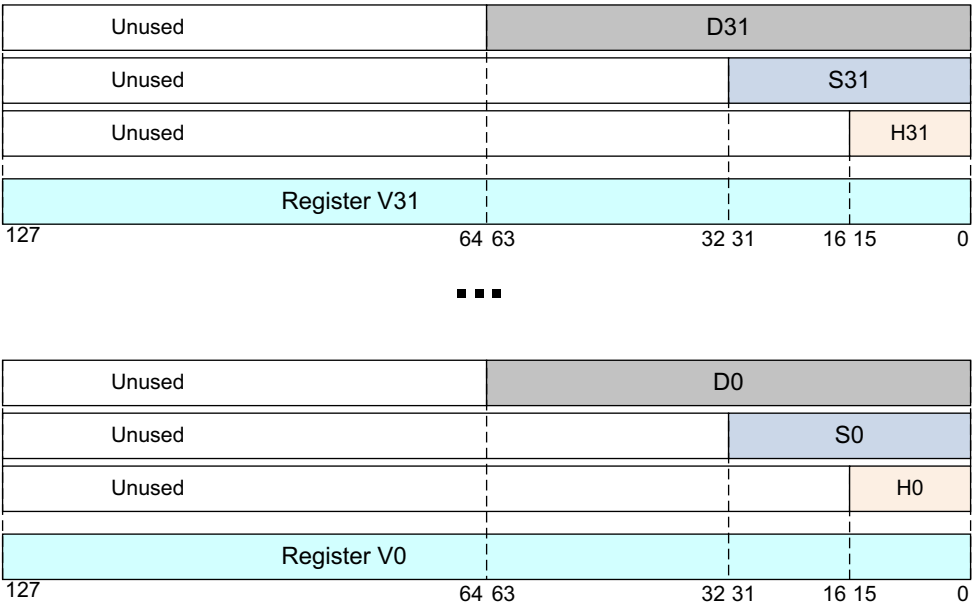 Unused D31
Unused S31
Unused H31
Register V31
127 64 63 32 31 16 15 0
...
Unused D0
Unused S0
Unused H0
Register V0
127 64 63 32 31 16 15 0